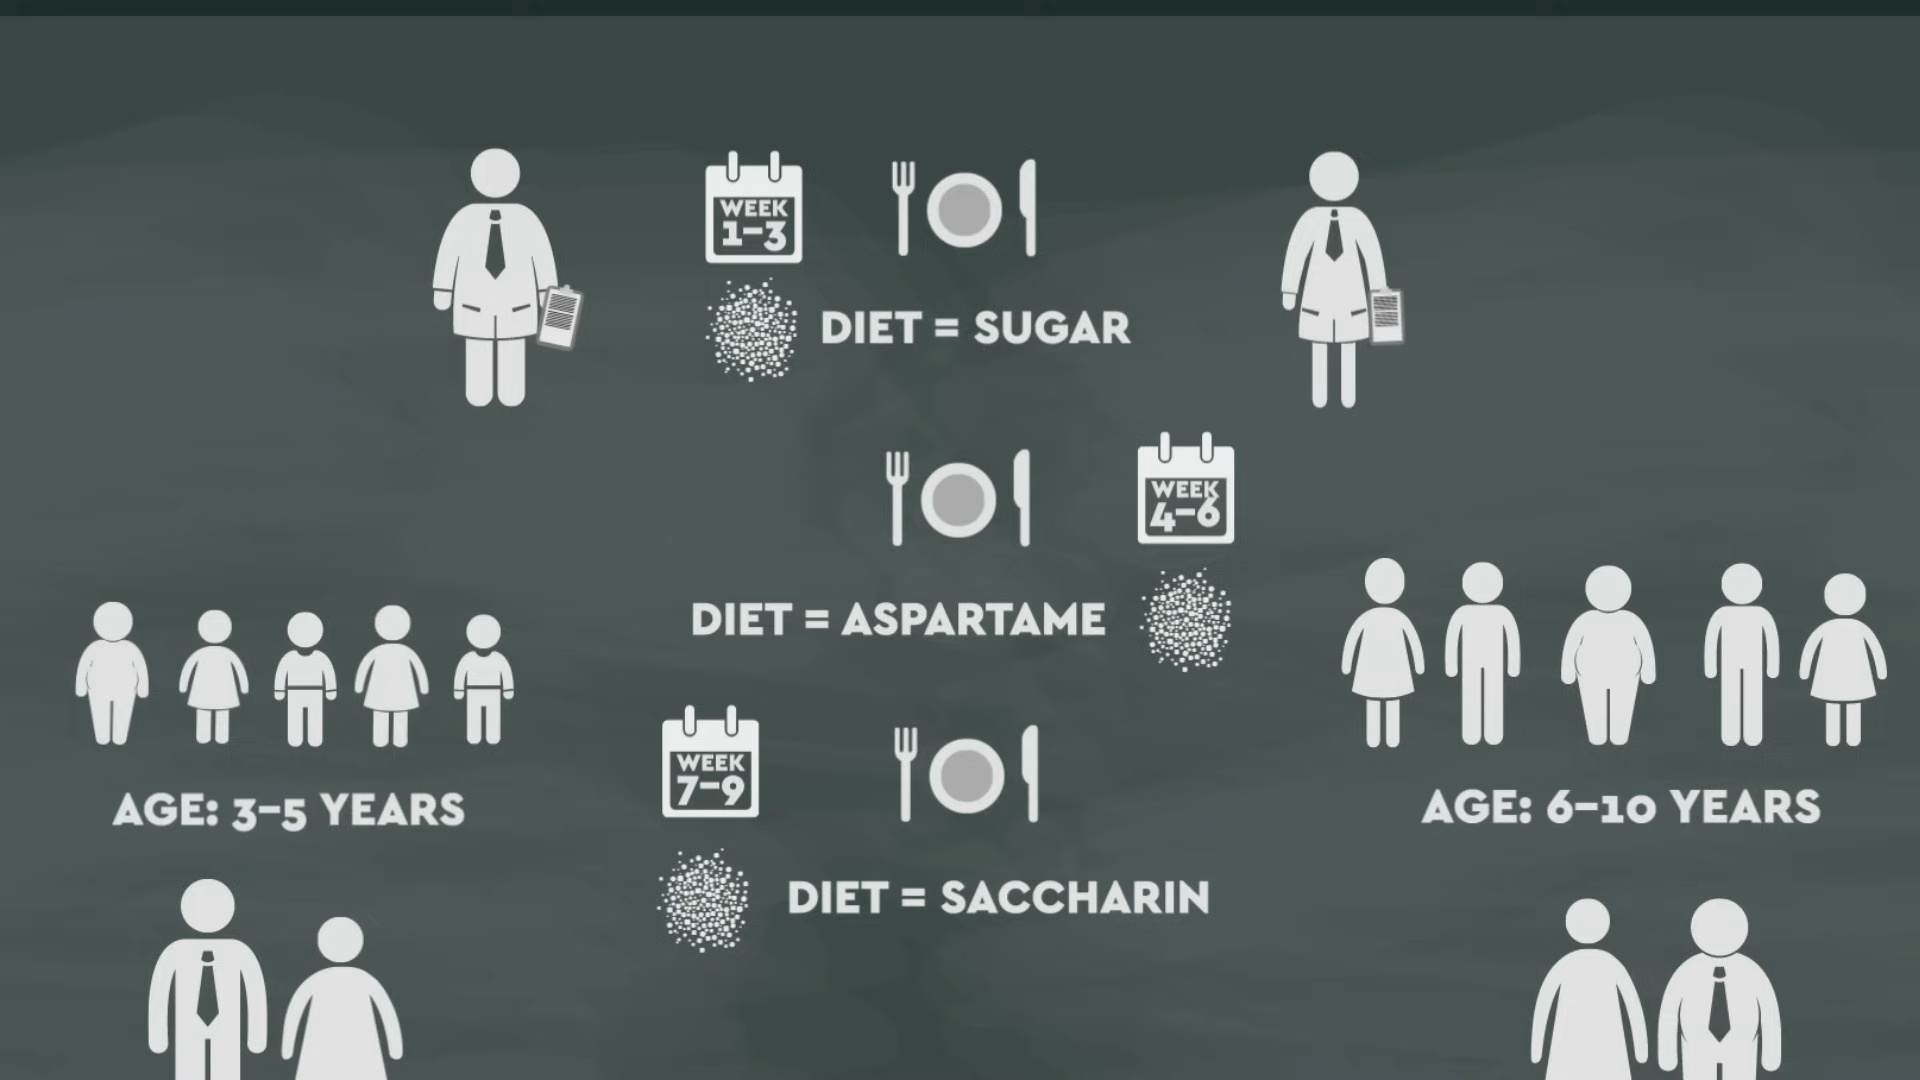 WEEK
1–3
DIET = SUGAR
WEEK
4–6
DIET = ASPARTAME
AGE: 3–5 YEARS
AGE: 6–10 YEARS
WEEK
7–9
DIET = SACCHARIN